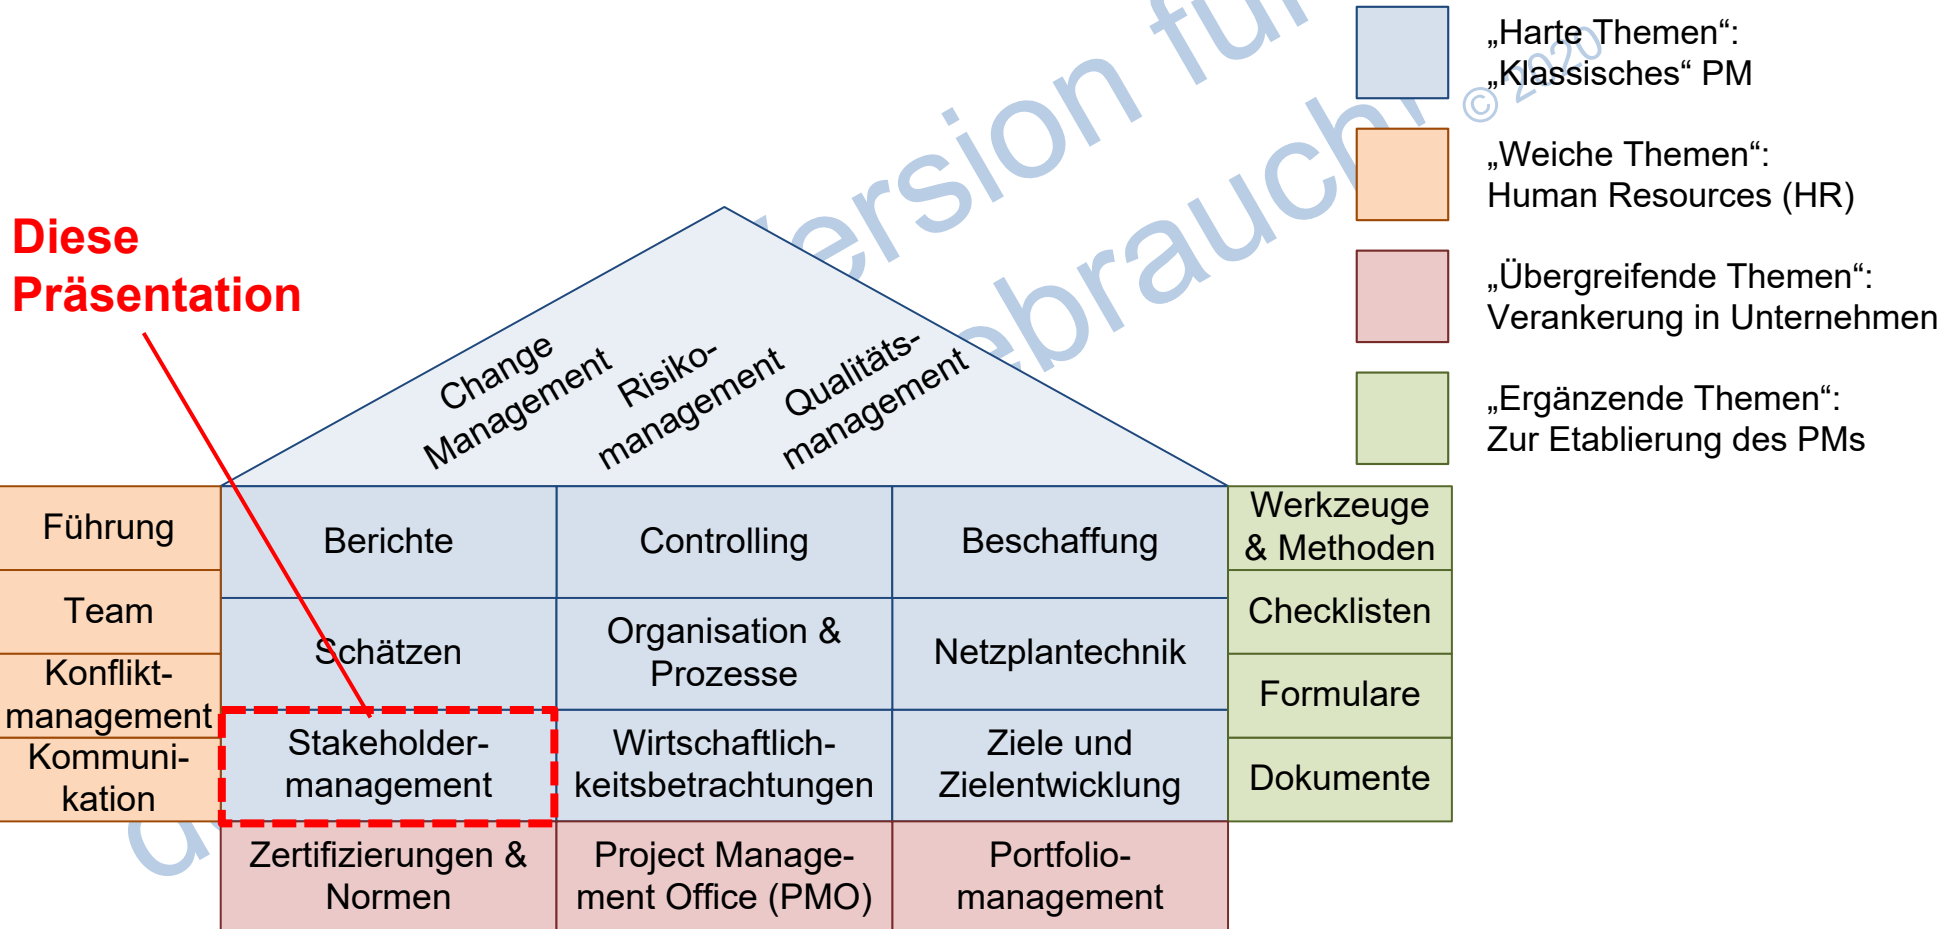 „Harte Themen“:
„Klassisches“ PM
„Weiche Themen“:
Human Resources (HR)
„Übergreifende Themen“:
Verankerung in Unternehmen
„Ergänzende Themen“:
Zur Etablierung des PMs
© 2020
Diese
Präsentation
Change
Management
Risiko-
management
Qualitäts-
management
Führung
Team
Konflikt-
management
Kommuni-
kation
Berichte
Controlling
Beschaffung
Schätzen
Organisation &
Prozesse
Netzplantechnik
Stakeholder-
management
Wirtschaftlich-
keitsbetrachtungen
Ziele und
Zielentwicklung
Werkzeuge
& Methoden
Checklisten
Formulare
Dokumente
Zertifizierungen &
Normen
Project Manage-
ment Office (PMO)
Portfolio-
management